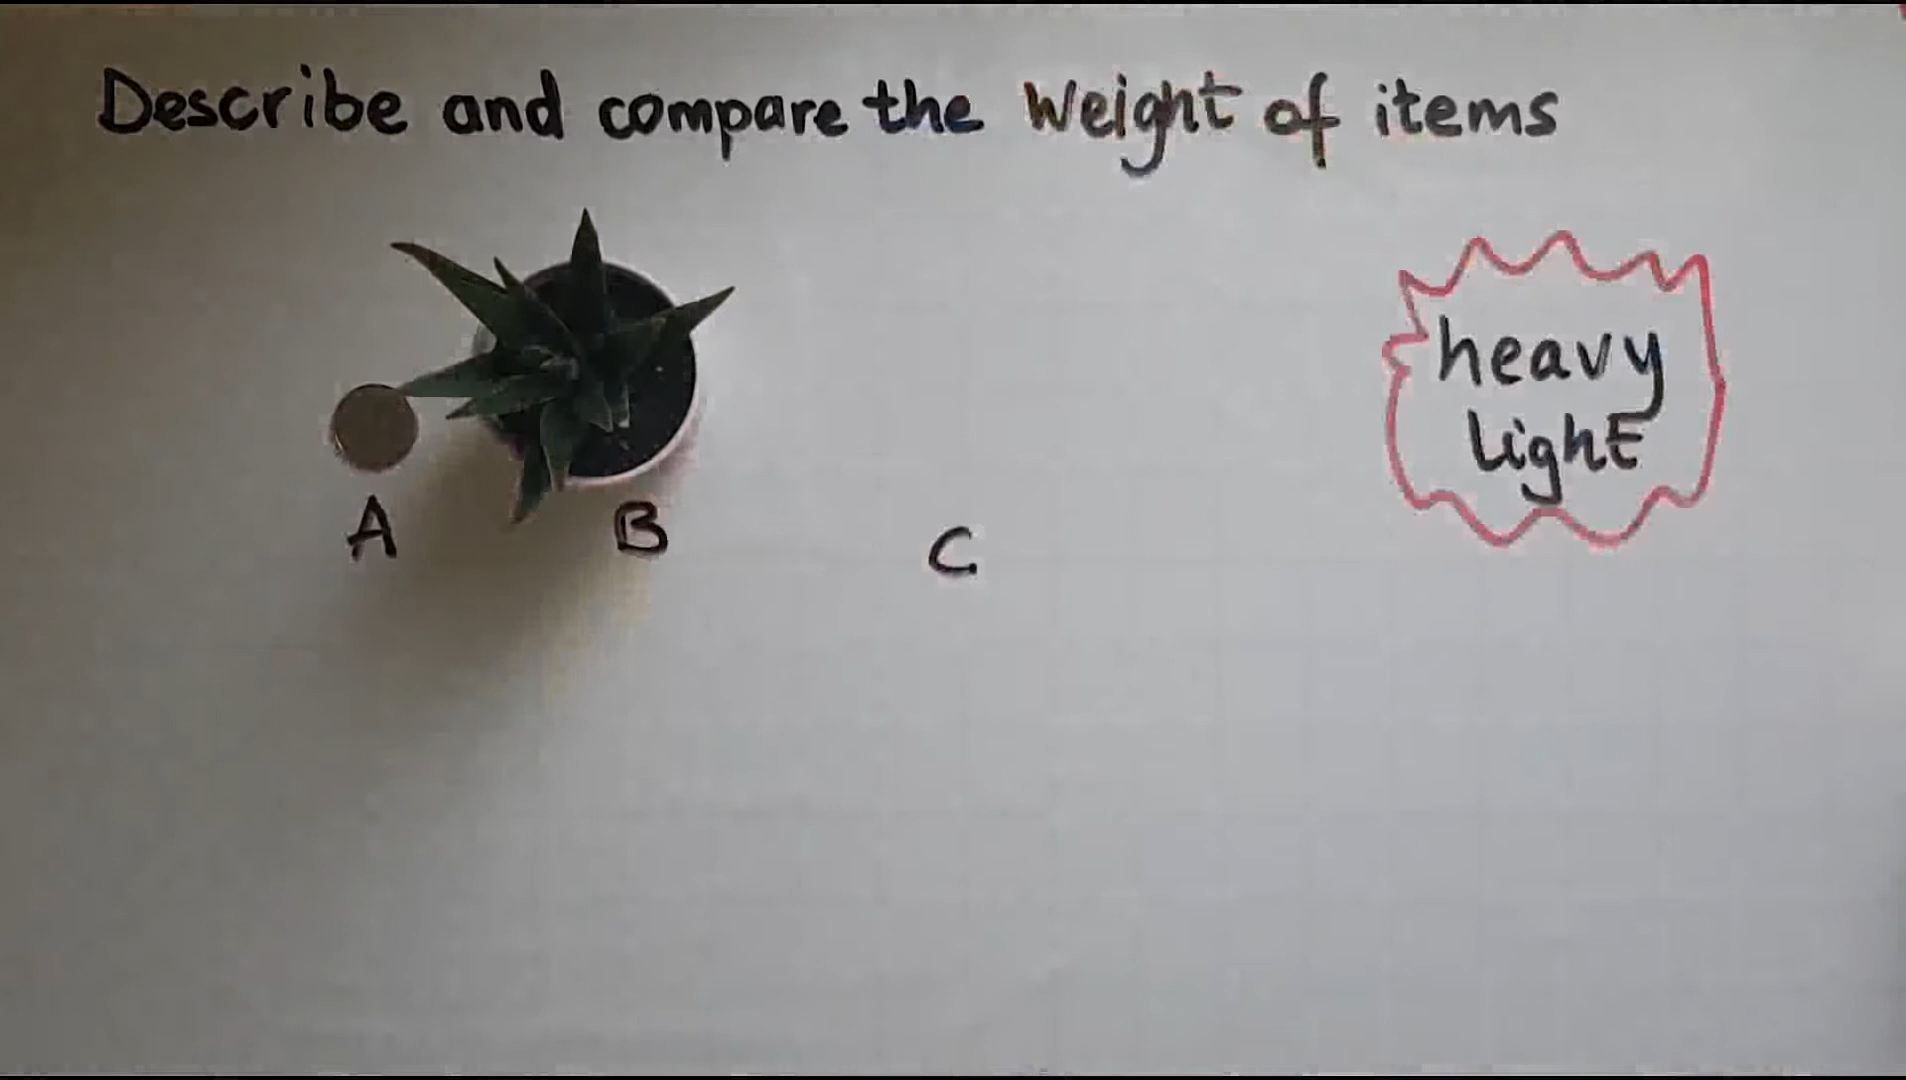 Describe and compare the Weight of items
heavy
light
A
B
C